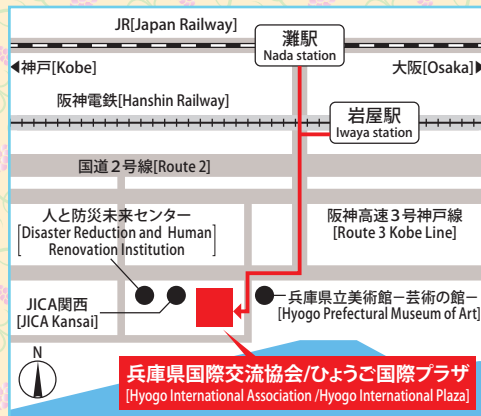 JR[Japan Railway]
灘駅
Nada station
神戸[Kobe]
大阪[Osaka]
阪神電鉄[Hanshin Railway]
岩屋駅
Iwaya station
国道2号線[Route 2]
人と防災未来センター
[Disaster Reduction and Human
Renovation Institution]
阪神高速3号神戸線
[Route 3 Kobe Line]
JICA関西
[JICA Kansai]
兵庫県立美術館－芸術の館－
[Hyogo Prefectural Museum of Art]
N
兵庫県国際交流協会/ひょうご国際プラザ
[Hyogo International Association /Hyogo International Plaza]